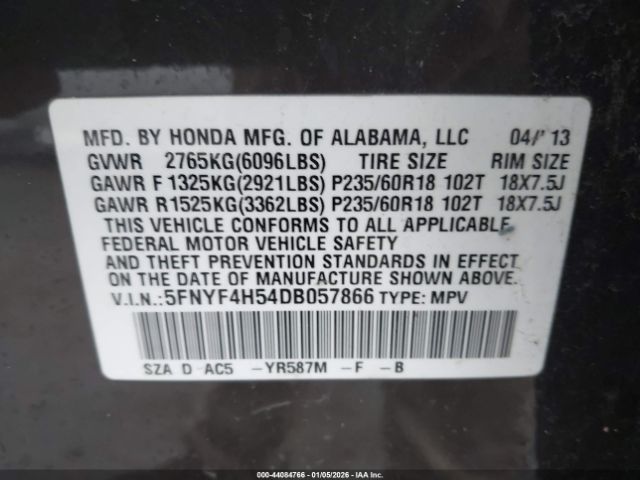 MFD. BY HONDA MFG. OF ALABAMA, LLC 04/'13
GVWR 2765KG(6096LBS) TIRE SIZE RIM SIZE
GAWR F 1325KG(2921LBS) P235/60R18 102T 18X7.5J
GAWR R 1525KG(3362LBS) P235/60R18 102T 18X7.5J
THIS VEHICLE CONFORMS TO ALL APPLICABLE
FEDERAL MOTOR VEHICLE SAFETY
AND THEFT PREVENTION STANDARDS IN EFFECT
ON THE DATE OF MANUFACTURE SHOWN ABOVE.
V.I.N.:5FNYF4H54DB057866 TYPE: MPV
SZA D AC5 -YR587M -F -B
000-44084766 - 01/05/2026 - IAAI.COM